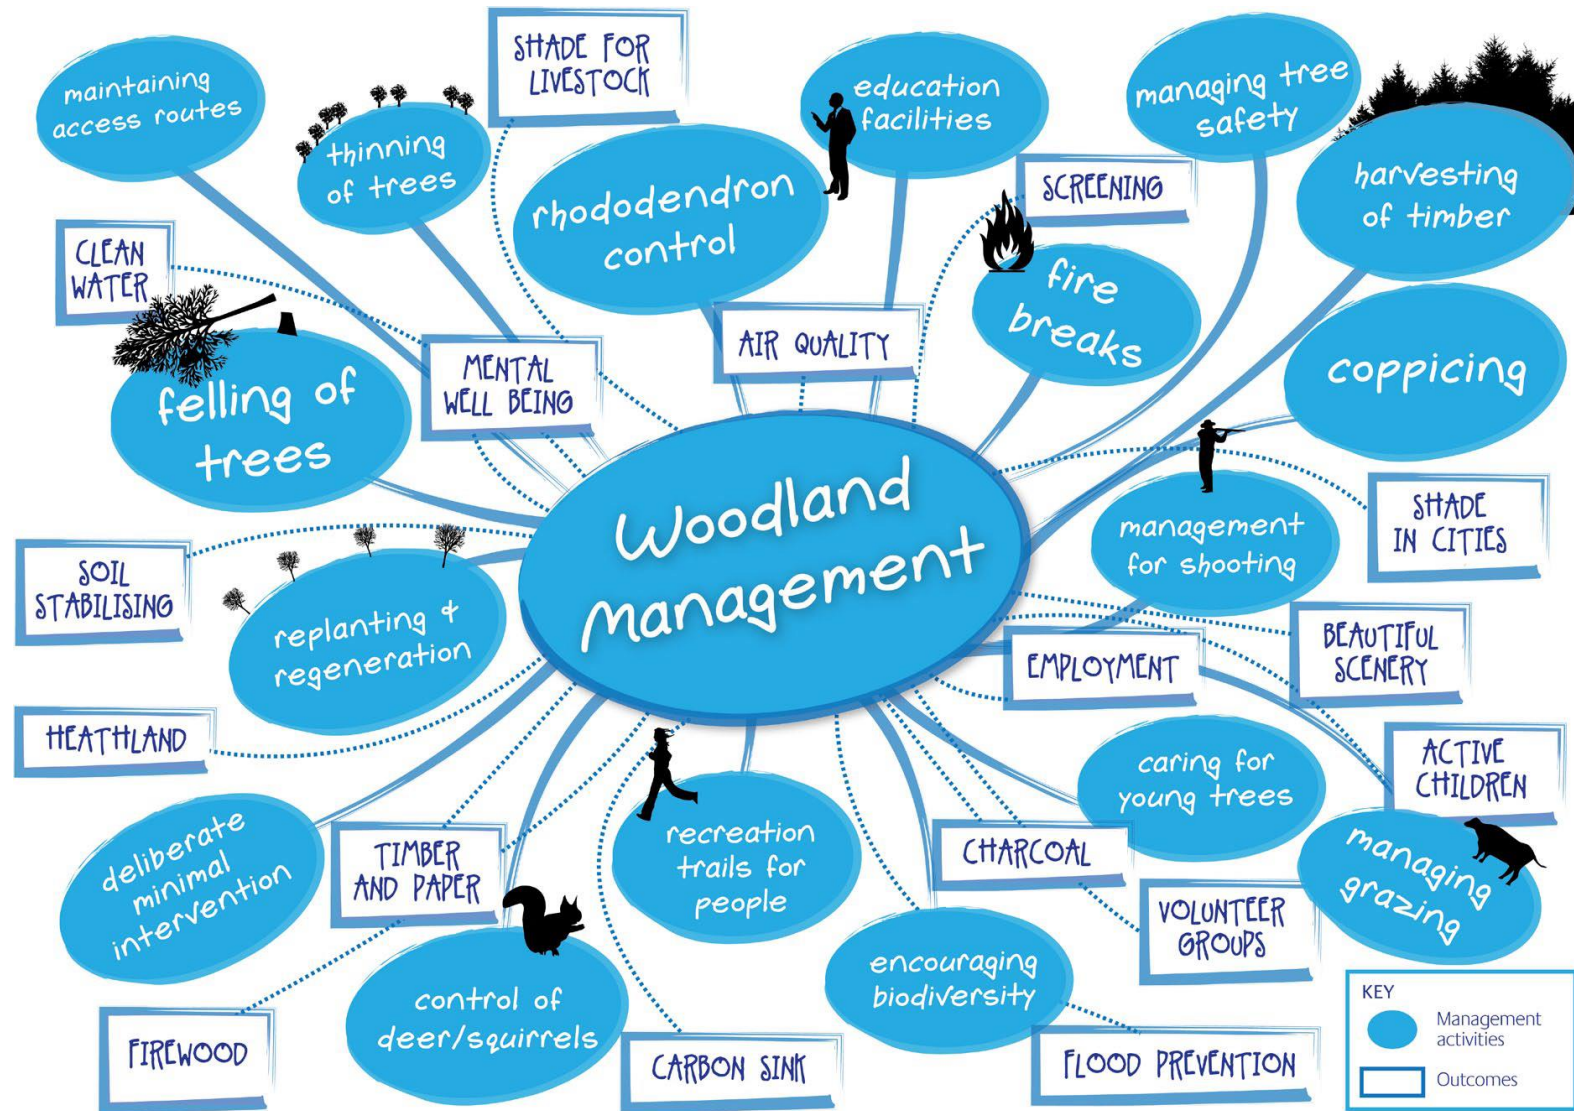 maintaining
access routes
thinning
of trees
SHADE FOR
LIVESTOCK
rhododendron
control
education
facilities
SCREENING
managing tree
safety
harvesting
of timber
CLEAN
WATER
felling of
trees
MENTAL
WELL BEING
AIR QUALITY
fire
breaks
coppicing
Woodland
Management
management
for shooting
SHADE
IN CITIES
SOIL
STABILISING
replanting &
regeneration
EMPLOYMENT
BEAUTIFUL
SCENERY
HEATHLAND
ACTIVE
CHILDREN
caring for
young trees
deliberate
minimal
intervention
TIMBER
AND PAPER
recreation
trails for
people
CHARCOAL
managing
grazing
VOLUNTEER
GROUPS
encouraging
biodiversity
control of
deer/squirrels
FIREWOOD
CARBON SINK
FLOOD PREVENTION
KEY
Management
activities
Outcomes